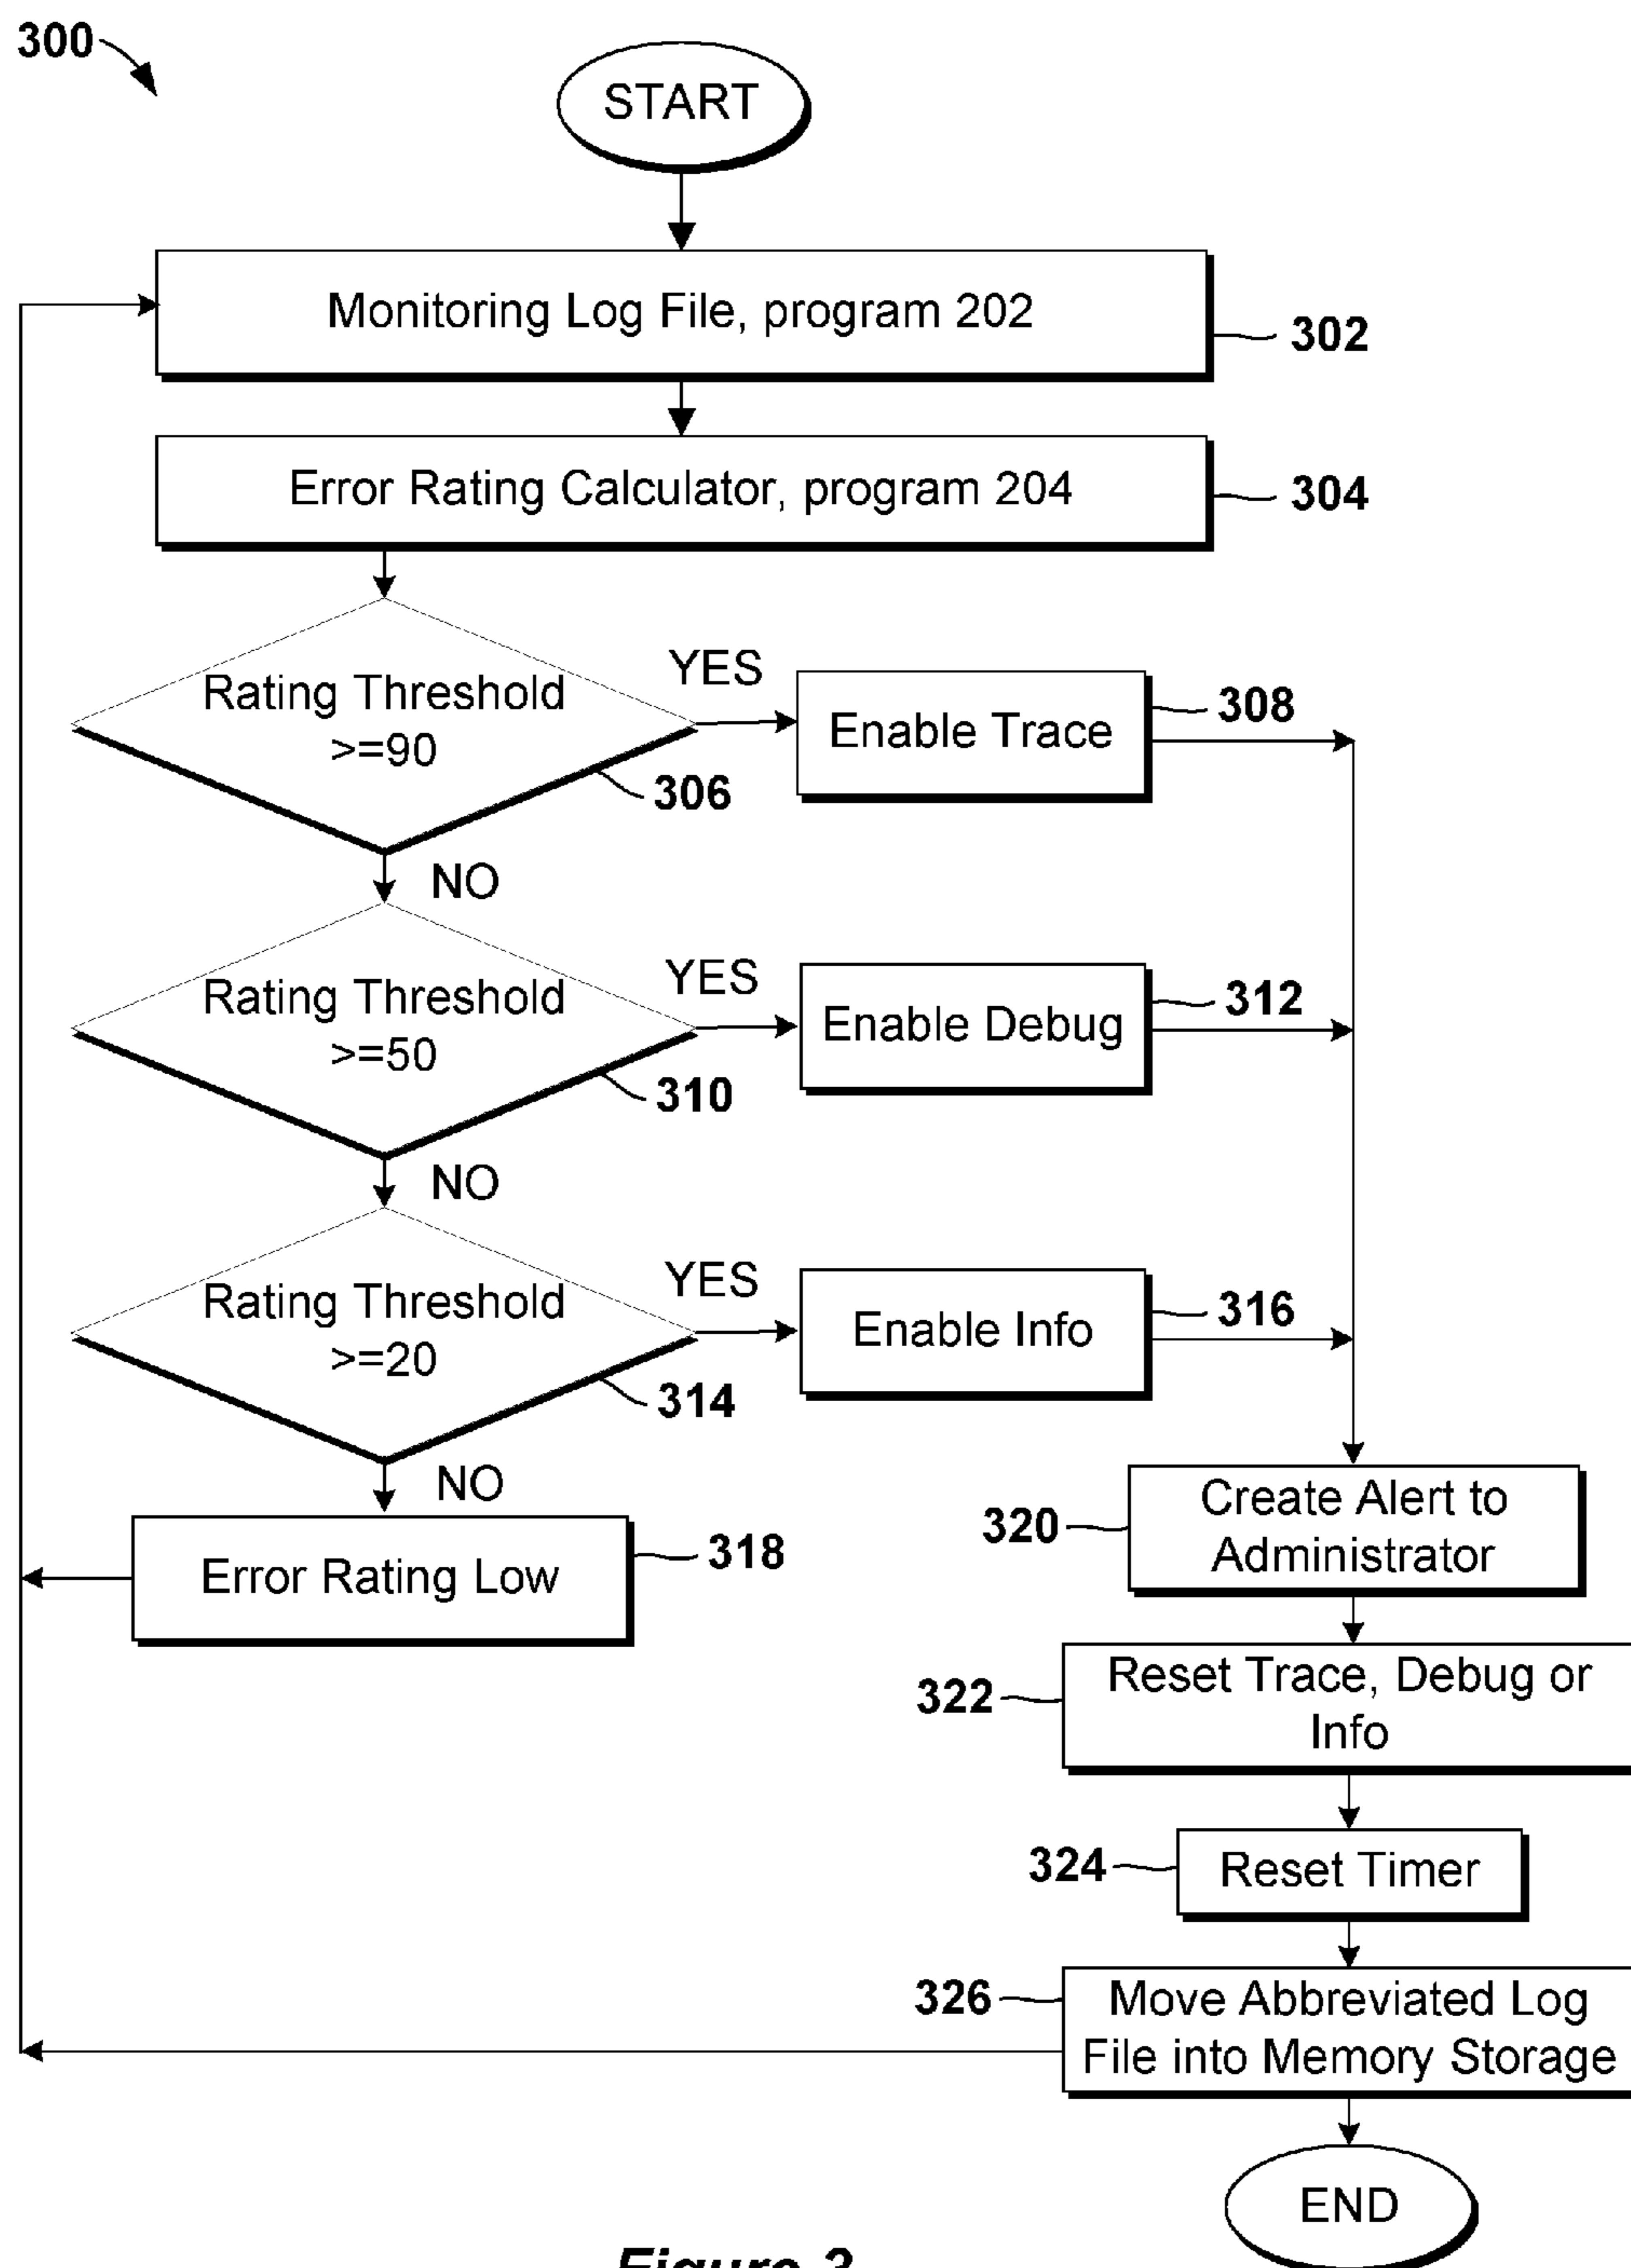 300
START
Monitoring Log File, program 202
302
Error Rating Calculator, program 204
304
Rating Threshold
>=90
306
YES
Enable Trace
308
NO
Rating Threshold
>=50
310
YES
Enable Debug
312
NO
Rating Threshold
>=20
314
YES
Enable Info
316
NO
Error Rating Low
318
320
Create Alert to
Administrator
322
Reset Trace, Debug or
Info
324
Reset Timer
326
Move Abbreviated Log
File into Memory Storage
END
Figure